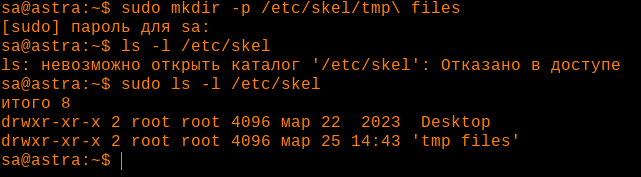 sa@astra:~$ sudo mkdir -p /etc/skel/tmp\ files
[sudo] пароль для sa:
sa@astra:~$ ls -l /etc/skel
ls: невозможно открыть каталог '/etc/skel': Отказано в доступе
sa@astra:~$ sudo ls -l /etc/skel
итого 8
drwxr-xr-x 2 root root 4096 мар 22  2023  Desktop
drwxr-xr-x 2 root root 4096 мар 25 14:43 'tmp files'
sa@astra:~$